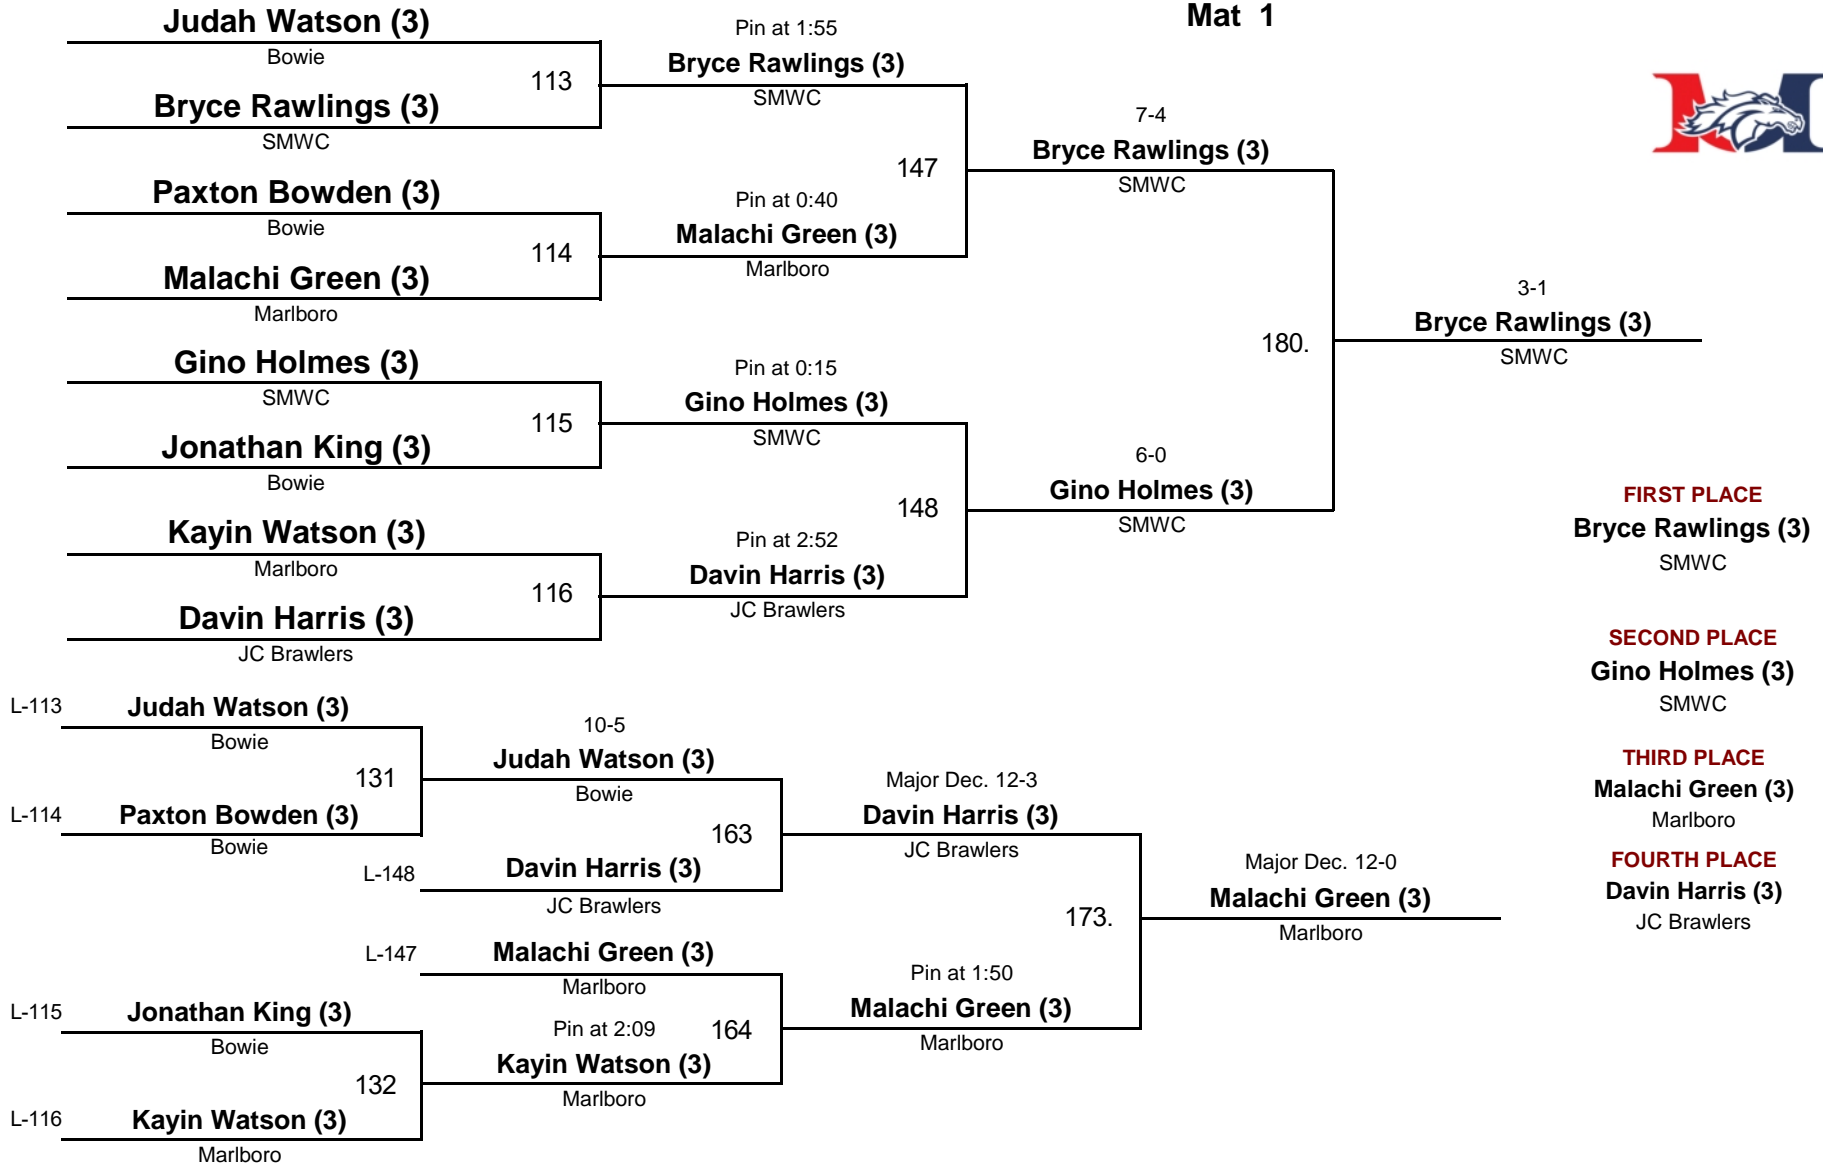 Mat 1
Judah Watson (3)
Bowie
113
Bryce Rawlings (3)
SMWC
Paxton Bowden (3)
Bowie
114
Malachi Green (3)
Marlboro
Gino Holmes (3)
SMWC
115
Jonathan King (3)
Bowie
Kayin Watson (3)
Marlboro
116
Davin Harris (3)
JC Brawlers
Pin at 1:55
Bryce Rawlings (3)
SMWC
147
Pin at 0:40
Malachi Green (3)
Marlboro
Pin at 0:15
Gino Holmes (3)
SMWC
148
Pin at 2:52
Davin Harris (3)
JC Brawlers
7-4
Bryce Rawlings (3)
SMWC
180.
6-0
Gino Holmes (3)
SMWC
3-1
Bryce Rawlings (3)
SMWC
L-113
Judah Watson (3)
Bowie
131
L-114
Paxton Bowden (3)
Bowie
10-5
Judah Watson (3)
Bowie
163
L-148
Davin Harris (3)
JC Brawlers
L-147
Malachi Green (3)
Marlboro
164
L-115
Jonathan King (3)
Bowie
132
L-116
Kayin Watson (3)
Marlboro
Pin at 2:09
Kayin Watson (3)
Marlboro
Major Dec. 12-3
Davin Harris (3)
JC Brawlers
173.
Pin at 1:50
Malachi Green (3)
Marlboro
Major Dec. 12-0
Malachi Green (3)
Marlboro
FIRST PLACE
Bryce Rawlings (3)
SMWC
SECOND PLACE
Gino Holmes (3)
SMWC
THIRD PLACE
Malachi Green (3)
Marlboro
FOURTH PLACE
Davin Harris (3)
JC Brawlers